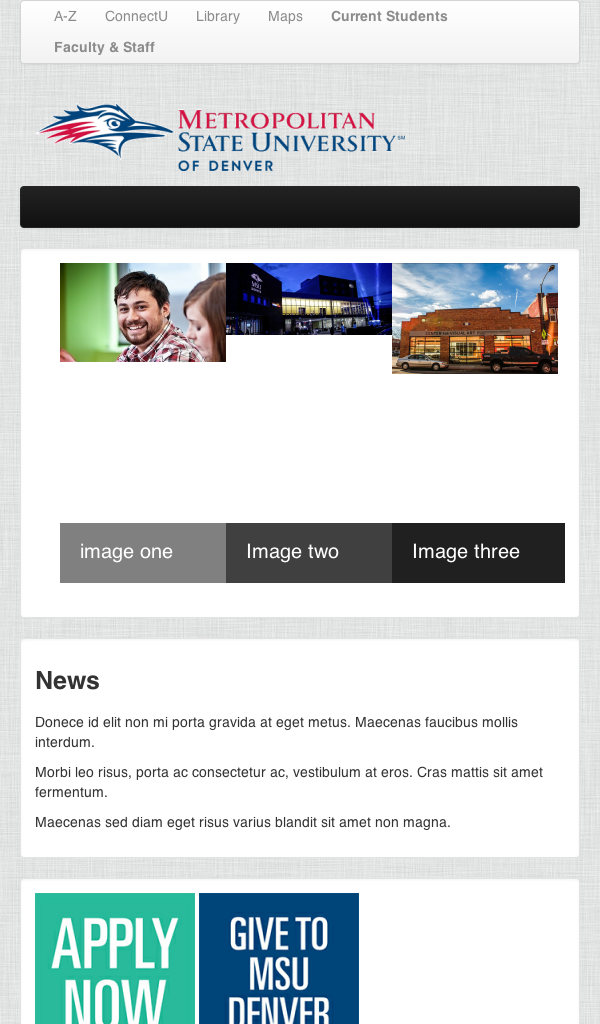 A-Z ConnectU Library Maps Current Students
Faculty & Staff
METROPOLITAN
STATE UNIVERSITY℠
OF DENVER
image one
Image two
Image three
News
Donece id elit non mi porta gravida at eget metus. Maecenas faucibus mollis
interdum.
Morbi leo risus, porta ac consectetur ac, vestibulum at eros. Cras mattis sit amet
fermentum.
Maecenas sed diam eget risus varius blandit sit amet non magna.
APPLY
NOW
GIVE TO
MSU
DENVER